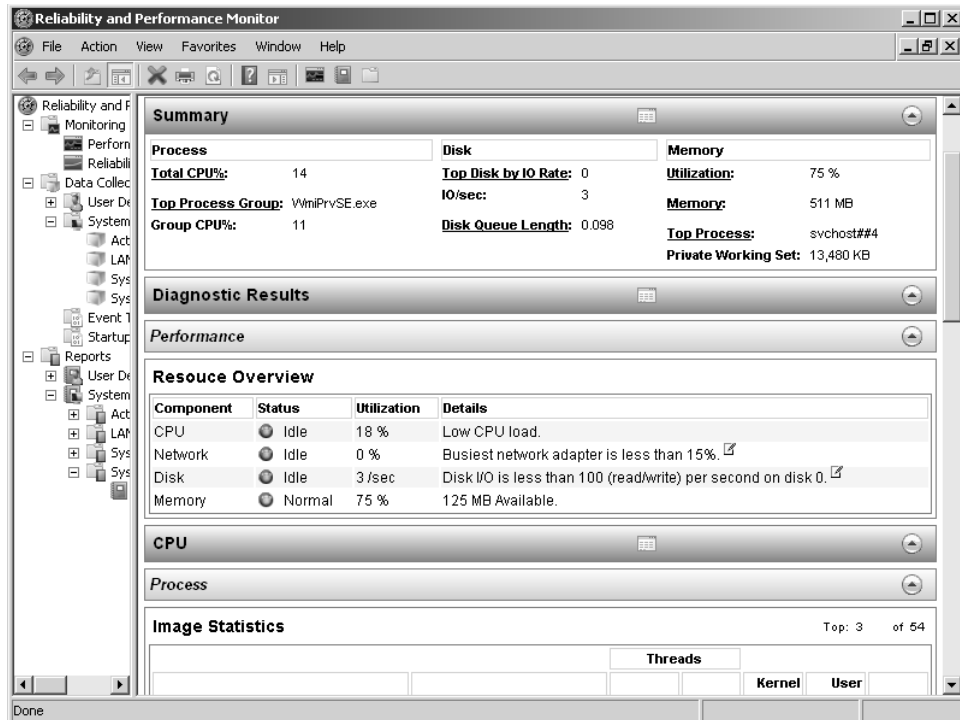 Reliability and Performance Monitor
File Action View Favorites Window Help
Reliability and P
Monitoring
Perform
Reliabili
Data Collec
User De
System
Act
LAN
Sys
Sys
Event T
Startup
Reports
User De
System
Act
LAN
Sys
Sys
Summary
Process Disk Memory
Total CPU%: 14 Top Disk by IO Rate: 0 Utilization: 75 %
Top Process Group: WmiPrvSE.exe IO/sec: 3 Memory: 511 MB
Group CPU%: 11 Disk Queue Length: 0.098 Top Process: svchost##4
Private Working Set: 13,480 KB
Diagnostic Results
Performance
Resouce Overview
Component Status Utilization Details
CPU Idle 18 % Low CPU load.
Network Idle 0 % Busiest network adapter is less than 15%.
Disk Idle 3 /sec Disk I/O is less than 100 (read/write) per second on disk 0.
Memory Normal 75 % 125 MB Available.
CPU
Process
Image Statistics Top: 3 of 54
Threads
Kernel User
Done